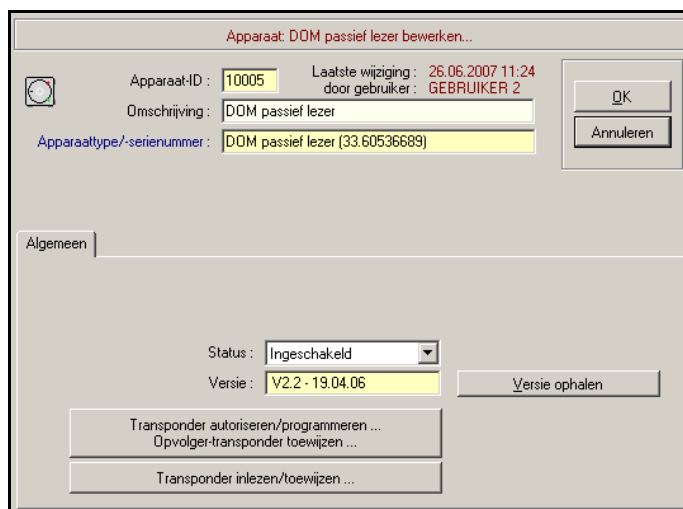 Apparaat: DOM passief lezer bewerken...
Apparaat-ID : 10005 Laatste wijziging : 26.06.2007 11:24
door gebruiker : GEBRUIKER 2
OK
Omschrijving : DOM passief lezer
Annuleren
Apparaattype/-serienummer : DOM passief lezer (33.60536689)
Algemeen
Status : Ingeschakeld
Versie : V2.2 - 19.04.06 Versie ophalen
Transponder autoriseren/programmeren ...
Opvolger-transponder toewijzen ...
Transponder inlezen/toewijzen ...